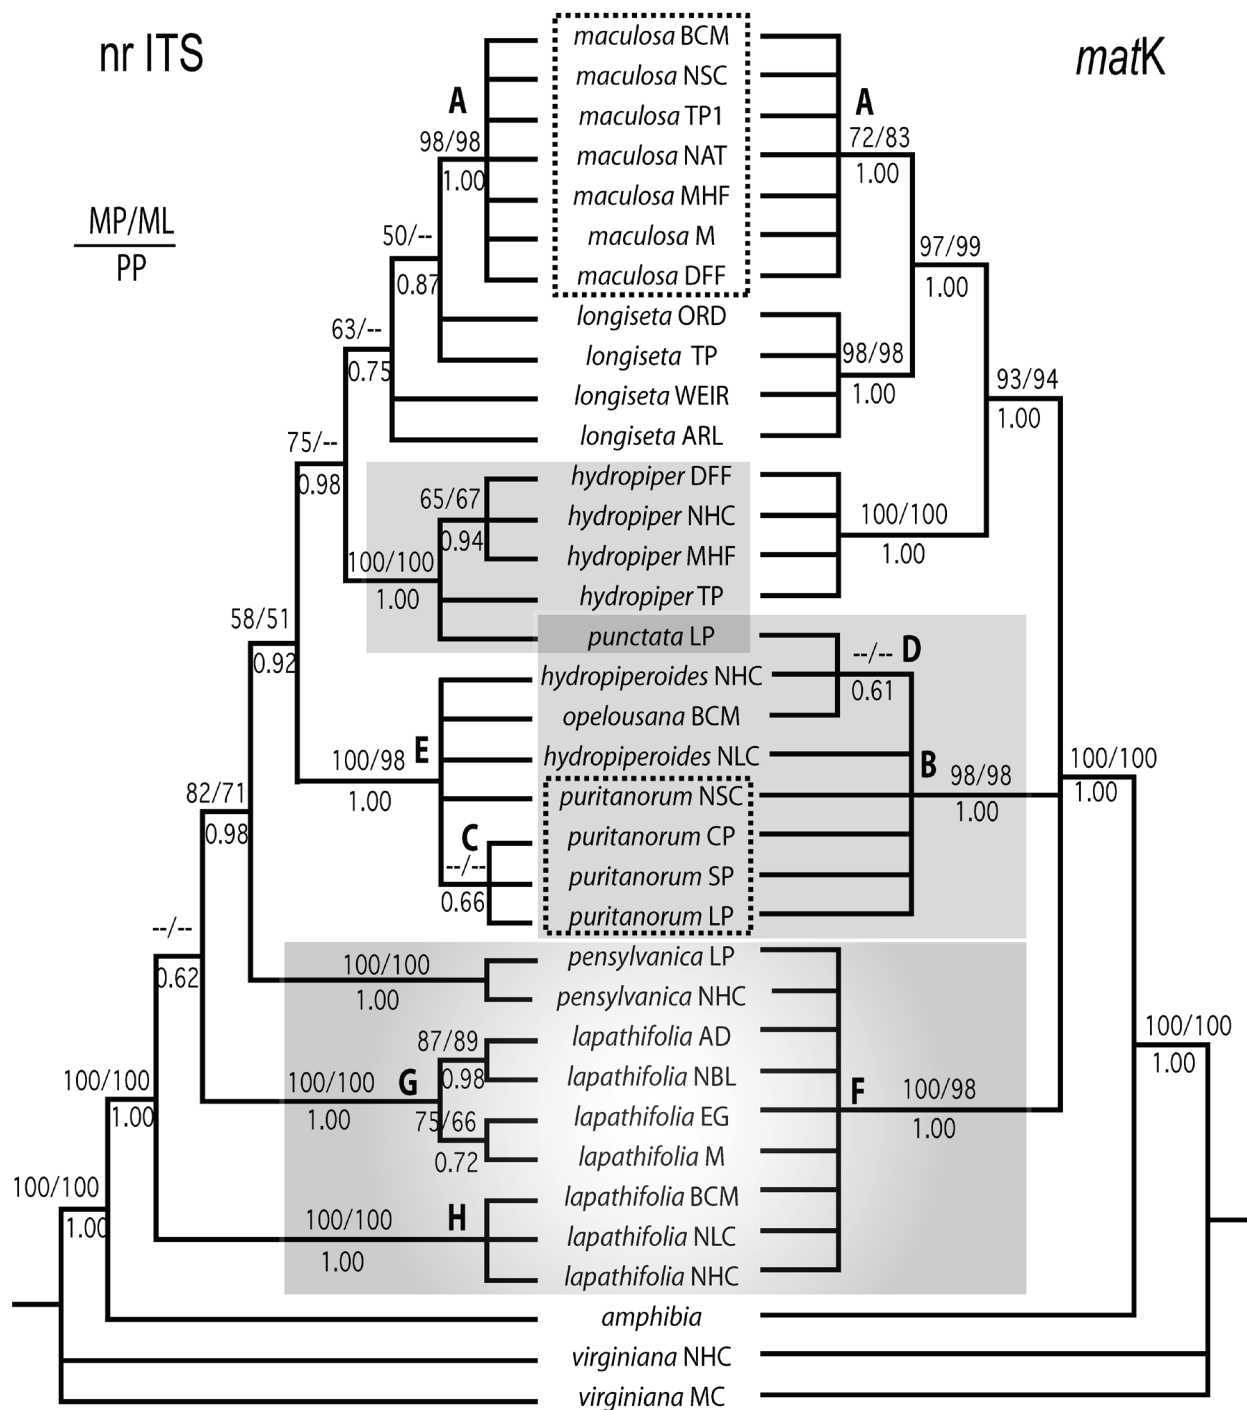 nr ITS
matK
MP/ML
PP
maculosa BCM
maculosa NSC
maculosa TP1
maculosa NAT
maculosa MHF
maculosa M
maculosa DFF
longiseta ORD
longiseta TP
longiseta WEIR
longiseta ARL
hydropiper DFF
hydropiper NHC
hydropiper MHF
hydropiper TP
punctata LP
hydropiperoides NHC
opelousana BCM
hydropiperoides NLC
puritanorum NSC
puritanorum CP
puritanorum SP
puritanorum LP
pensylvanica LP
pensylvanica NHC
lapathifolia AD
lapathifolia NBL
lapathifolia EG
lapathifolia M
lapathifolia BCM
lapathifolia NLC
lapathifolia NHC
amphibia
virginiana NHC
virginiana MC
A
98/98
1.00
50/--
0.87
63/--
0.75
75/--
0.98
65/67
0.94
100/100
1.00
58/51
0.92
100/98
E
1.00
82/71
0.98
C
--/--
0.66
--/--
0.62
100/100
1.00
87/89
0.98
100/100
G
1.00
75/66
0.72
100/100
1.00
100/100
H
1.00
100/100
1.00
A
72/83
1.00
97/99
1.00
98/98
1.00
93/94
1.00
100/100
1.00
--/--
D
0.61
B
98/98
1.00
100/100
1.00
F
100/98
1.00
100/100
1.00